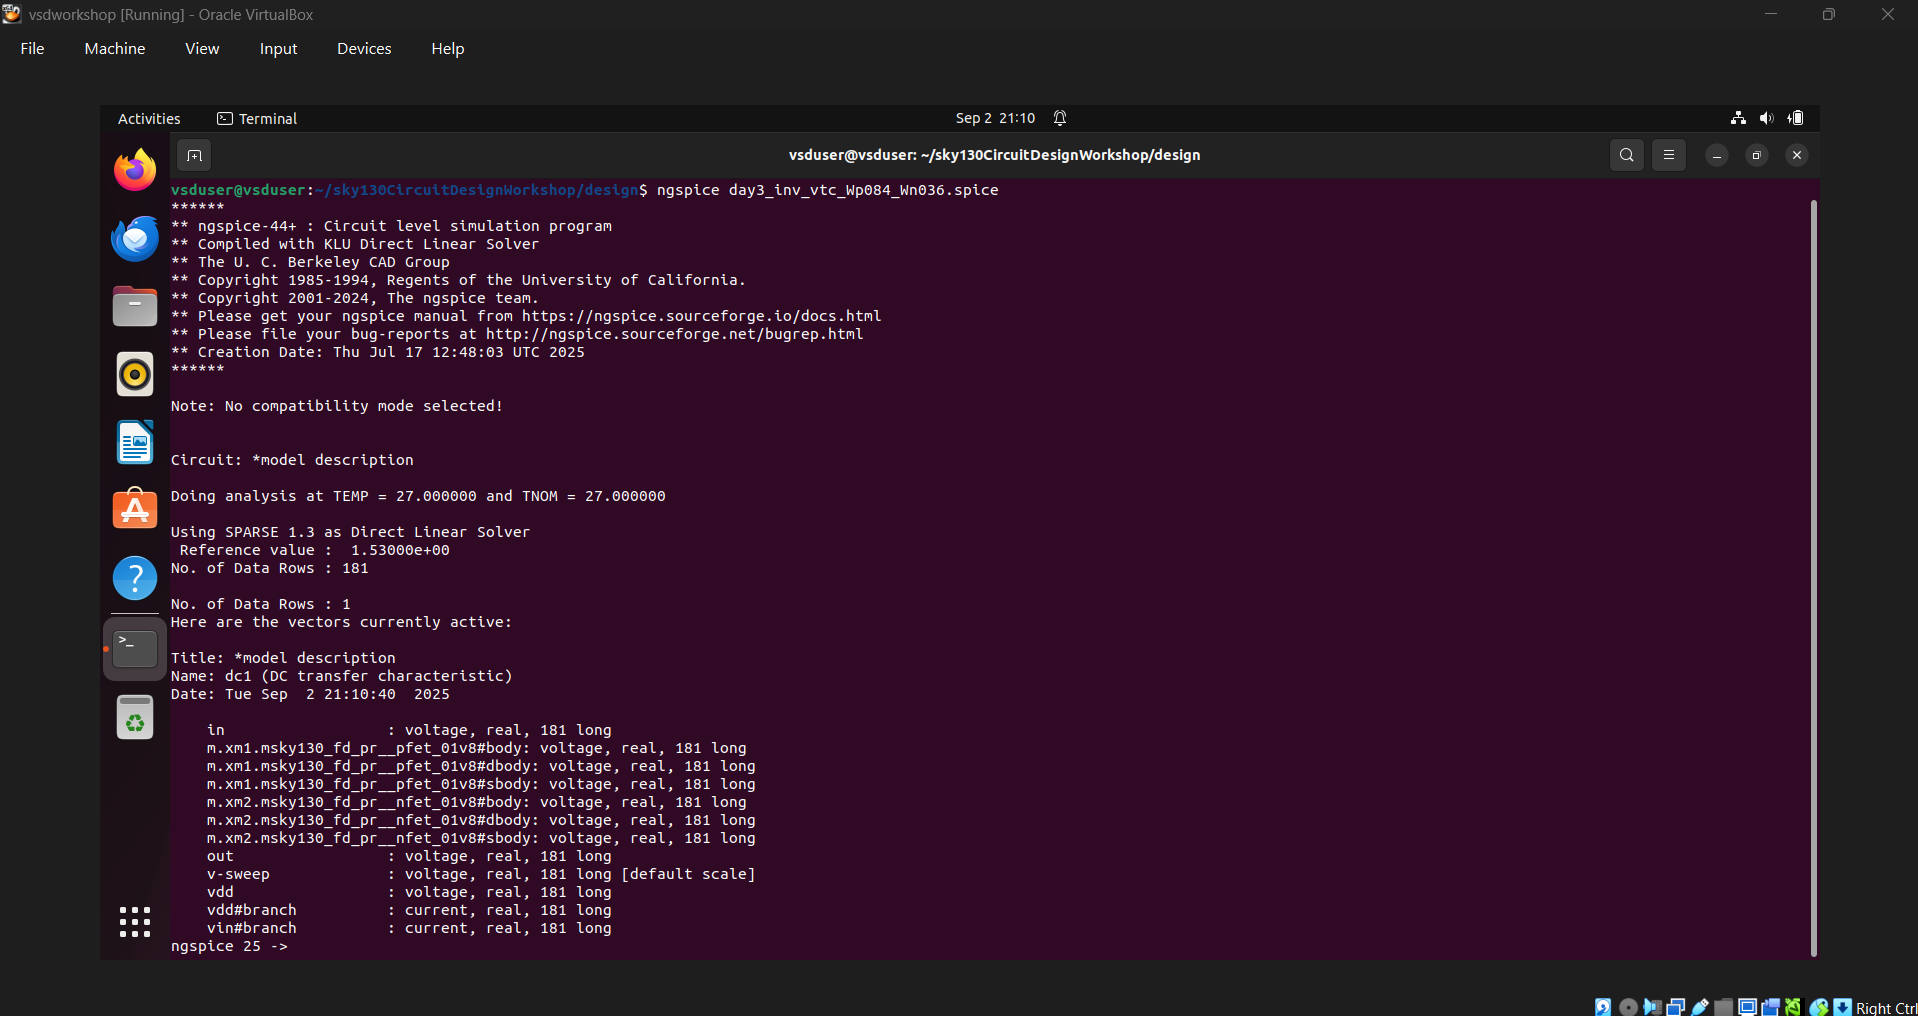 vsdworkshop [Running] - Oracle VirtualBox
File Machine View Input Devices Help
Activities Terminal Sep 2 21:10
vsduser@vsduser: ~/sky130CircuitDesignWorkshop/design
vsduser@vsduser:~/sky130CircuitDesignWorkshop/design$ ngspice day3_inv_vtc_Wp084_Wn036.spice
******
** ngspice-44+ : Circuit level simulation program
** Compiled with KLU Direct Linear Solver
** The U. C. Berkeley CAD Group
** Copyright 1985-1994, Regents of the University of California.
** Copyright 2001-2024, The ngspice team.
** Please get your ngspice manual from https://ngspice.sourceforge.io/docs.html
** Please file your bug-reports at http://ngspice.sourceforge.net/bugrep.html
** Creation Date: Thu Jul 17 12:48:03 UTC 2025
******
Note: No compatibility mode selected!
Circuit: *model description
Doing analysis at TEMP = 27.000000 and TNOM = 27.000000
Using SPARSE 1.3 as Direct Linear Solver
Reference value :  1.53000e+00
No. of Data Rows : 181
No. of Data Rows : 1
Here are the vectors currently active:
Title: *model description
Name: dc1 (DC transfer characteristic)
Date: Tue Sep  2 21:10:40  2025
in                  : voltage, real, 181 long
m.xm1.msky130_fd_pr__pfet_01v8#body: voltage, real, 181 long
m.xm1.msky130_fd_pr__pfet_01v8#dbody: voltage, real, 181 long
m.xm1.msky130_fd_pr__pfet_01v8#sbody: voltage, real, 181 long
m.xm2.msky130_fd_pr__nfet_01v8#body: voltage, real, 181 long
m.xm2.msky130_fd_pr__nfet_01v8#dbody: voltage, real, 181 long
m.xm2.msky130_fd_pr__nfet_01v8#sbody: voltage, real, 181 long
out                 : voltage, real, 181 long
v-sweep             : voltage, real, 181 long [default scale]
vdd                 : voltage, real, 181 long
vdd#branch          : current, real, 181 long
vin#branch          : current, real, 181 long
ngspice 25 ->
Right Ctrl